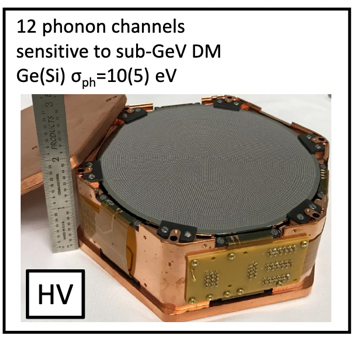 12 phonon channels
sensitive to sub-GeV DM
Ge(Si) σph=10(5) eV
HV